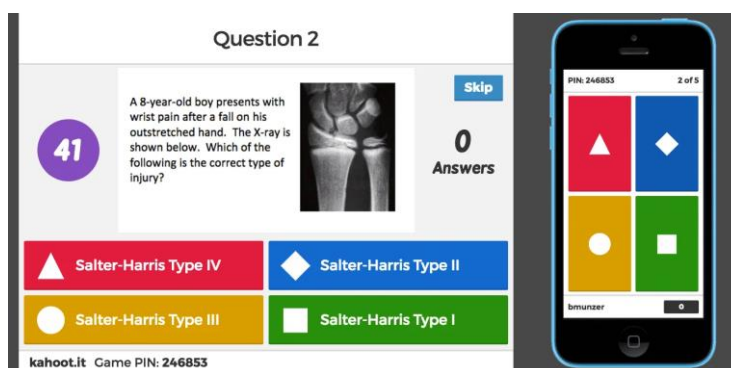 Question 2
A 8-year-old boy presents with
wrist pain after a fall on his
outstretched hand. The X-ray is
shown below. Which of the
following is the correct type of
injury?
41
Skip
0
Answers
Salter-Harris Type IV
Salter-Harris Type II
Salter-Harris Type III
Salter-Harris Type I
kahoot.it Game PIN: 246853
PIN: 246853 2 of 5
bmunzer 0